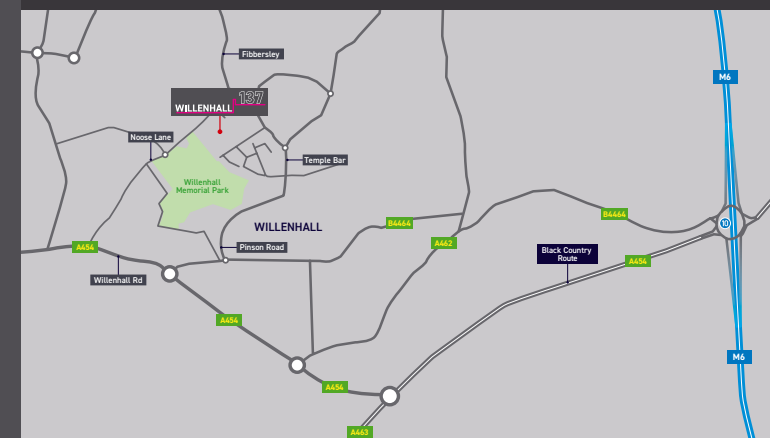 Fibbersley
M6
137
WILLENHALL
Noose Lane
Temple Bar
Willenhall
Memorial Park
WILLENHALL
B4464
B4464
10
A454
Pinson Road
A462
Black Country
Route
A454
Willenhall Rd
A454
M6
A454
A463